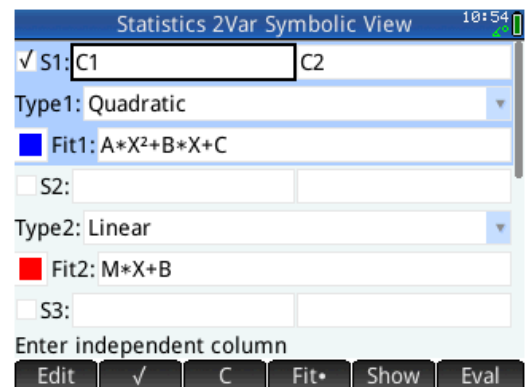 Statistics 2Var Symbolic View 10:54
√ S1: C1 C2
Type1: Quadratic
Fit1: A*X²+B*X+C
S2:
Type2: Linear
Fit2: M*X+B
S3:
Enter independent column
Edit √ C Fit• Show Eval